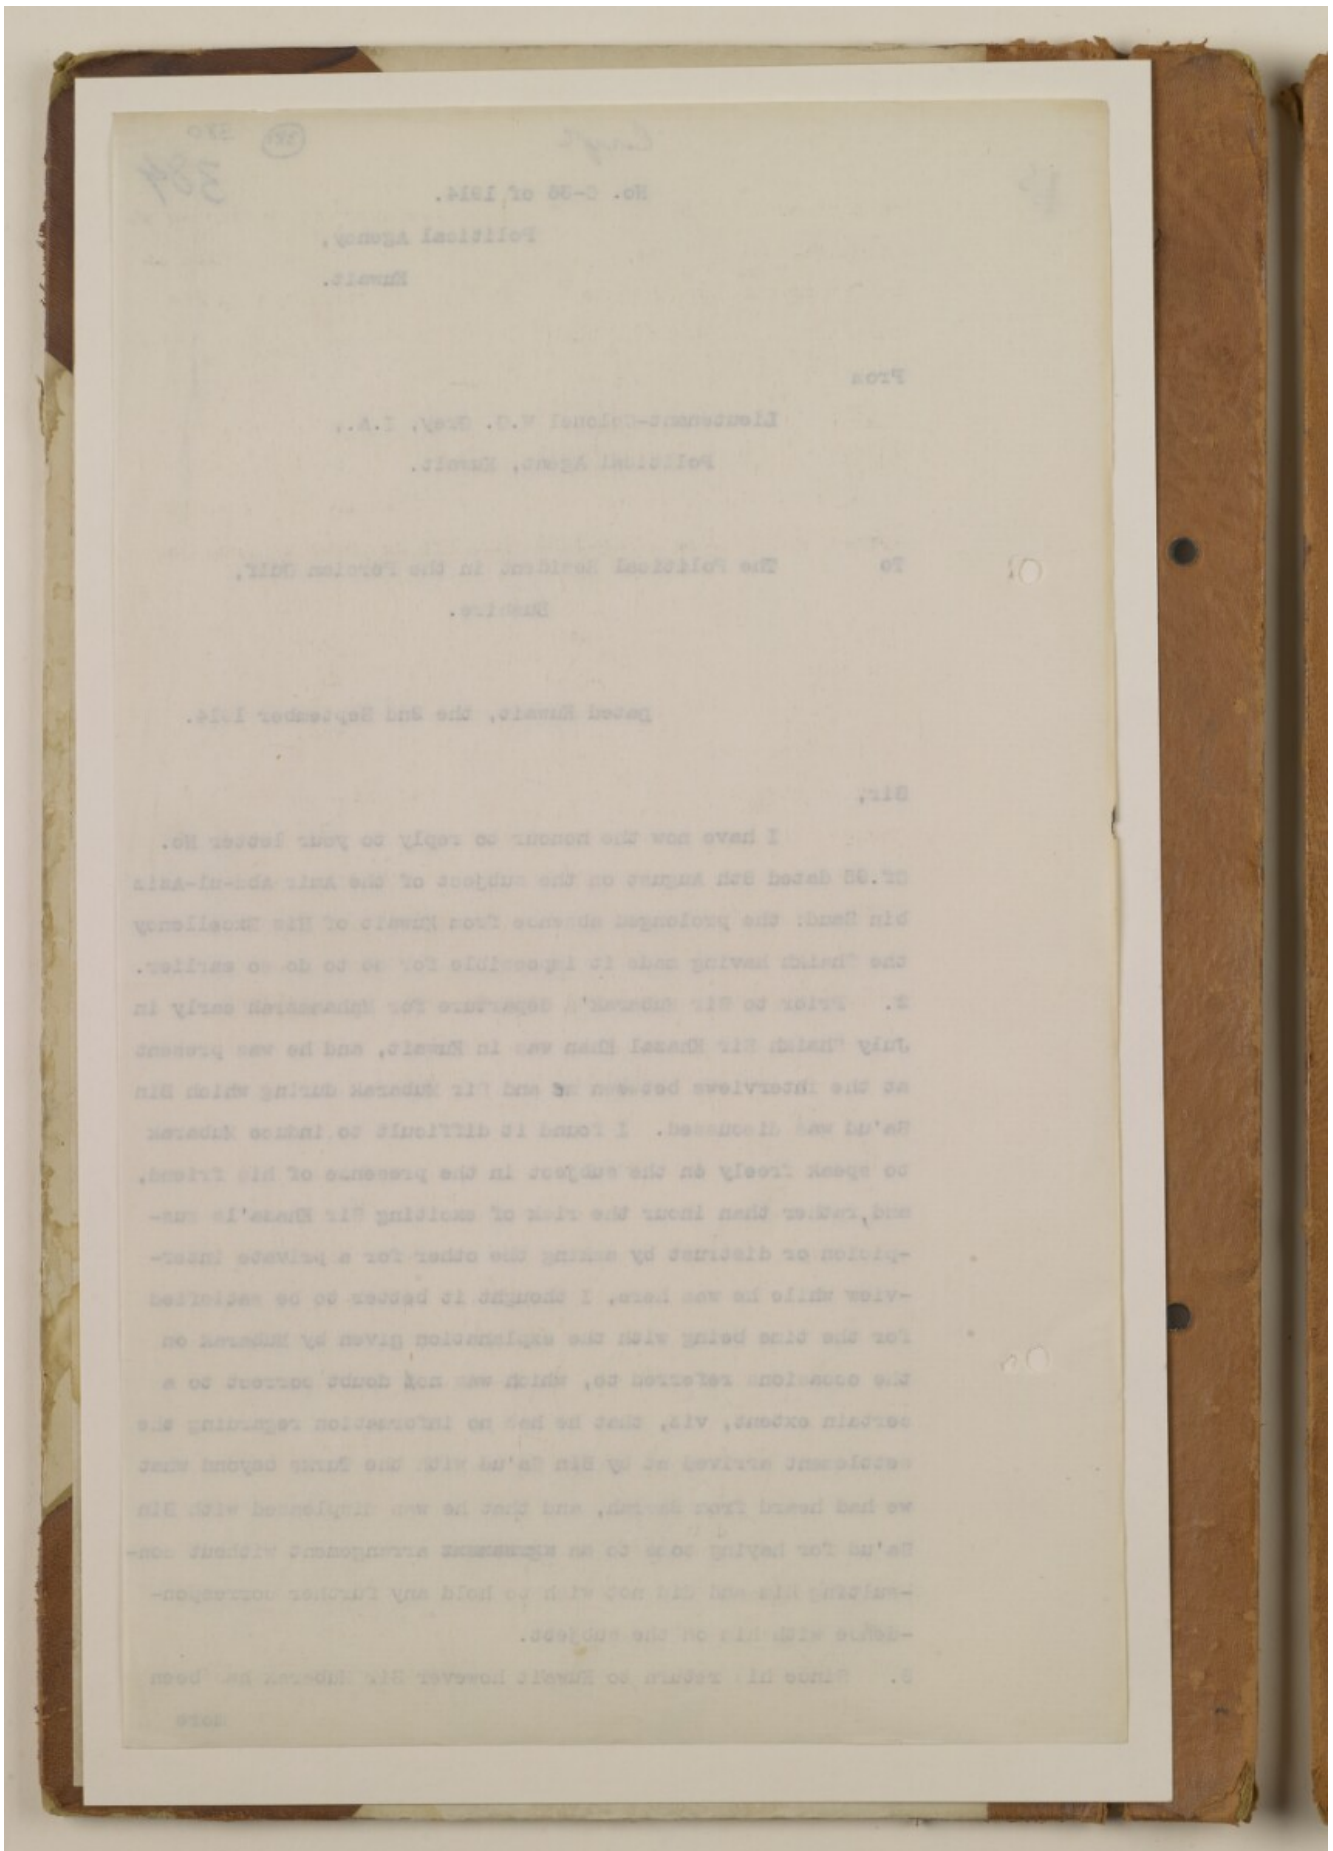 Copy
380
384
No. C-36 of 1914.
Political Agency,
Kuwait.
From
Lieutenant-Colonel W.G. Grey, I.A.,
Political Agent, Kuwait.
To The Political Resident in the Persian Gulf,
Bushire.
Dated Kuwait, the 2nd September 1914.
Sir,
I have now the honour to reply to your letter No.
dated 8th August on the subject of the Amir Abd-ul-Aziz
bin Saud: the prolonged absence from Kuwait of His Excellency
the Shaikh having made it impossible for me to do so earlier.
2. Prior to Sir Mubarak's departure for Mohammerah early in
July Shaikh Sir Khazal Khan was in Kuwait, and he was present
at the interviews between me and Sir Mubarak during which Bin
Sa'ud was discussed. I found it difficult to induce Mubarak
to speak freely on the subject in the presence of his friend,
and, rather than incur the risk of exciting Sir Khaza'ls sus-
-picion or distrust by asking the other for a private inter-
-view while he was here, I thought it better to be satisfied
for the time being with the explanation given by Mubarak on
the occasions referred to, which was no doubt correct to a
certain extent, viz, that he had no information regarding the
settlement arrived at by Bin Sa'ud with the Turks beyond what
we had heard from Basrah, and that he was displeased with Bin
Sa'ud for having come to an arrangement without con-
-sulting him and did not wish to hold any further correspon-
-dence with him on the subject.
3. Since his return to Kuwait however Sir Mubarak has been
more